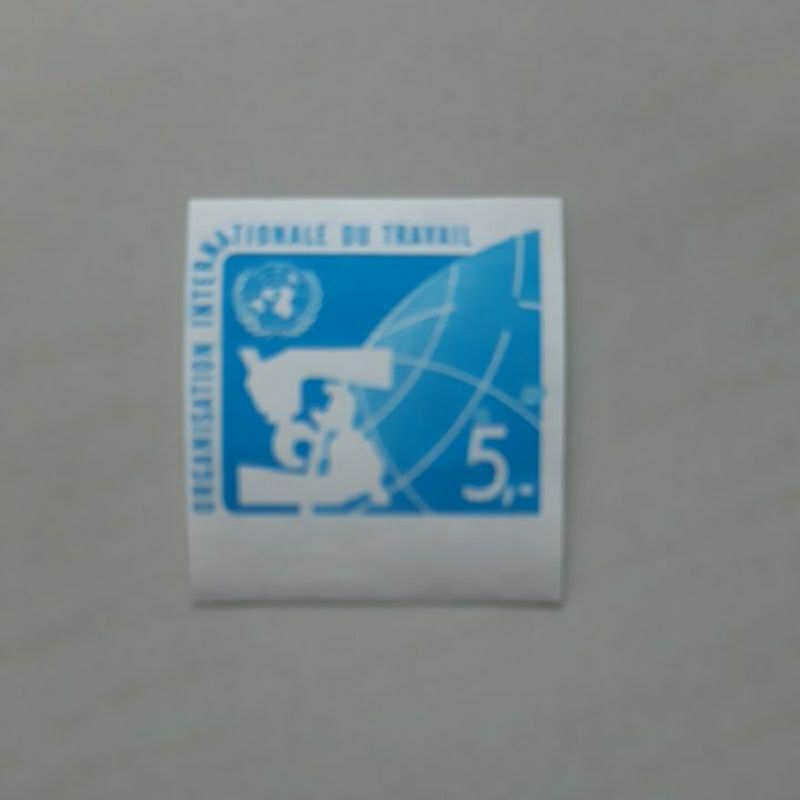 ORGANISATION INTERNATIONALE DU TRAVAIL
5,-